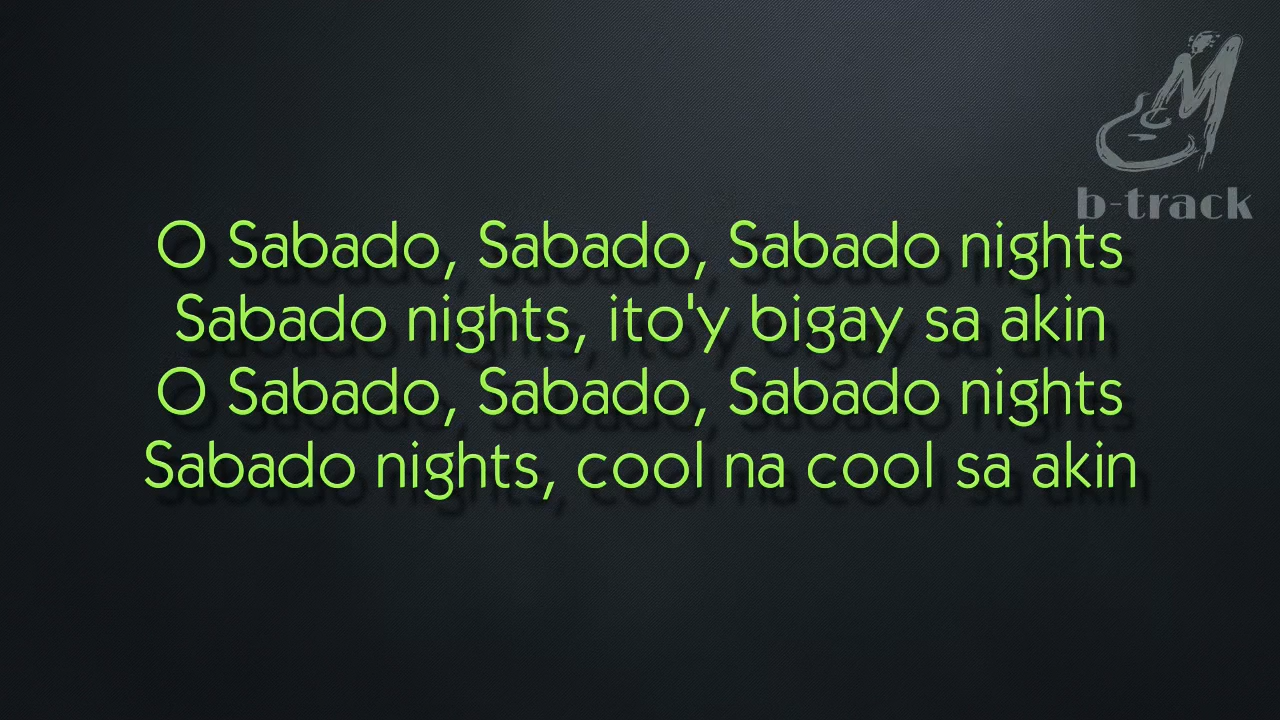 M
b-track
O Sabado, Sabado, Sabado nights
Sabado nights, ito'y bigay sa akin
O Sabado, Sabado, Sabado nights
Sabado nights, cool na cool sa akin